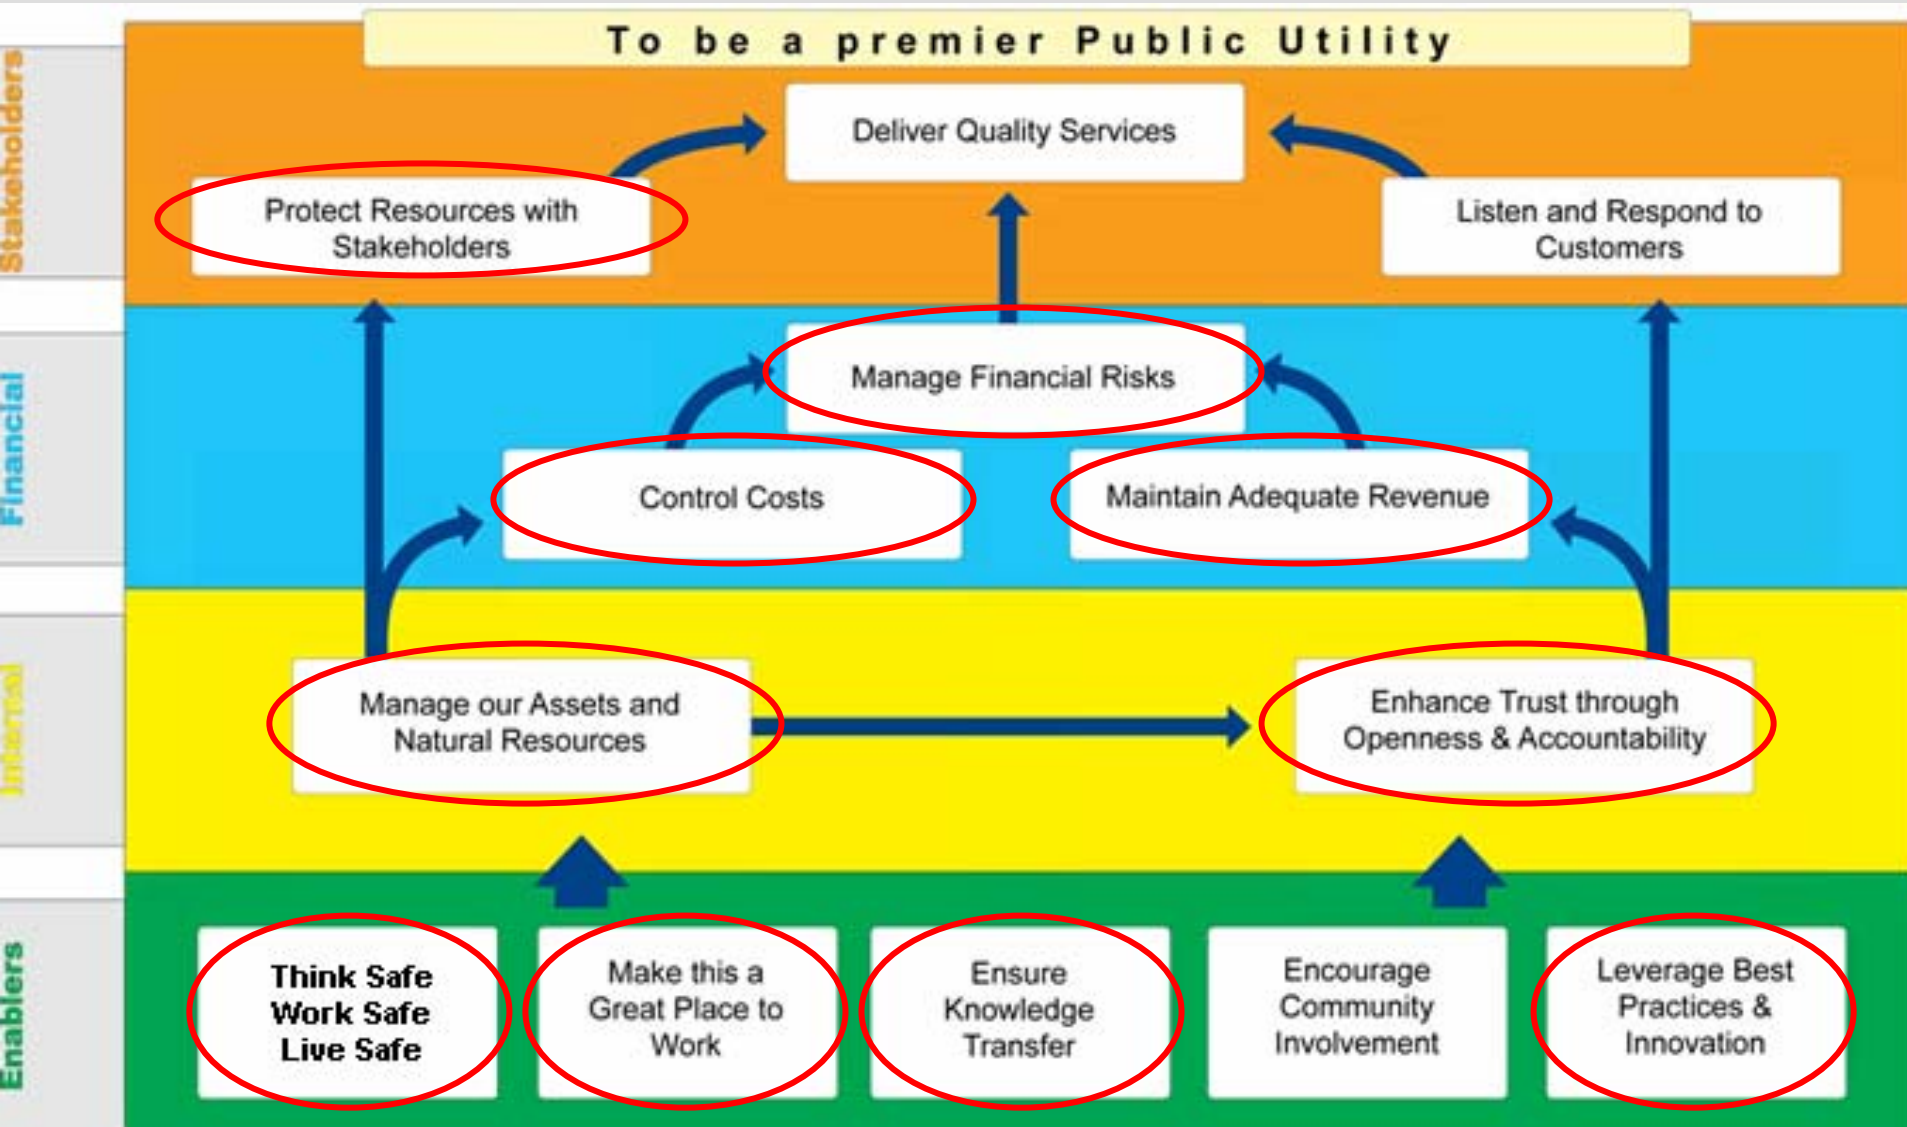 To be a premier Public Utility
Stakeholders
Deliver Quality Services
Protect Resources with
Stakeholders
Listen and Respond to
Customers
Financial
Manage Financial Risks
Control Costs
Maintain Adequate Revenue
Internal
Manage our Assets and
Natural Resources
Enhance Trust through
Openness & Accountability
Enablers
Think Safe
Work Safe
Live Safe
Make this a
Great Place to
Work
Ensure
Knowledge
Transfer
Encourage
Community
Involvement
Leverage Best
Practices &
Innovation